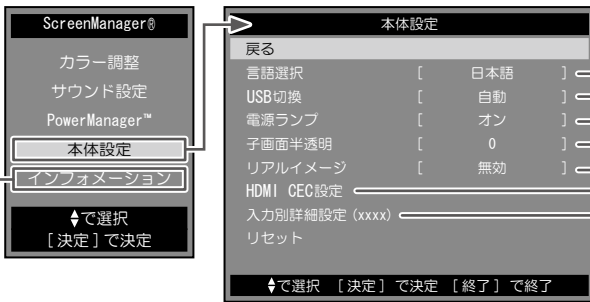 ScreenManager®
カラー調整
サウンド設定
PowerManager™
本体設定
インフォメーション
で選択
[決定]で決定
本体設定
戻る
言語選択 [ 日本語 ]
USB切換 [ 自動 ]
電源ランプ [ オン ]
子画面半透明 [ 0 ]
リアルイメージ [ 無効 ]
HDMI CEC設定
入力別詳細設定(xxxx)
リセット
で選択 [決定]で決定 [終了]で終了